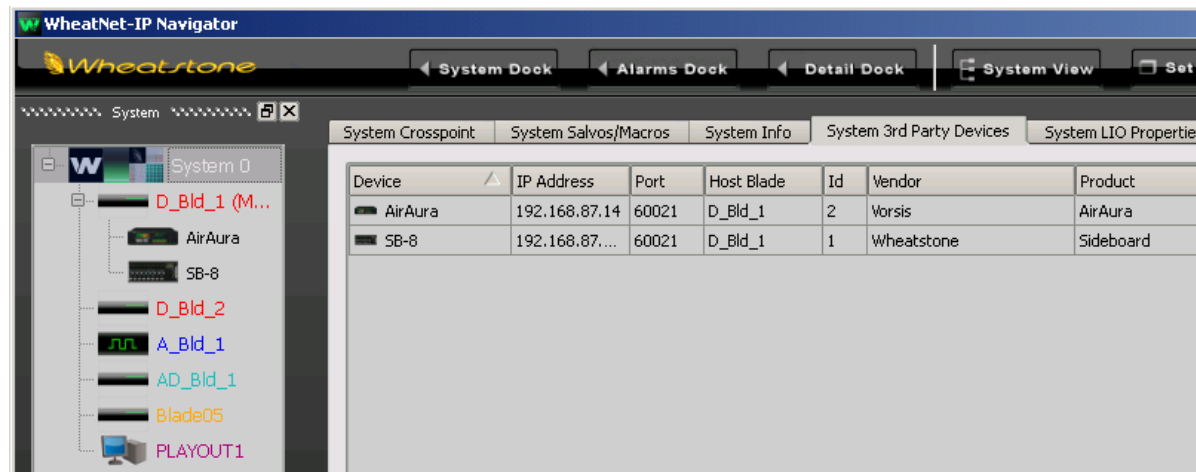 WheatNet-IP Navigator
Wheatstone
System Dock Alarms Dock Detail Dock System View Set
System
System Crosspoint System Salvos/Macros System Info System 3rd Party Devices System LIO Propertie
W System 0
Device IP Address Port Host Blade Id Vendor Product
D_Bld_1 (M...
AirAura 192.168.87.14 60021 D_Bld_1 2 Vorsis AirAura
AirAura
SB-8 192.168.87.... 60021 D_Bld_1 1 Wheatstone Sideboard
SB-8
D_Bld_2
A_Bld_1
AD_Bld_1
Blade05
PLAYOUT1